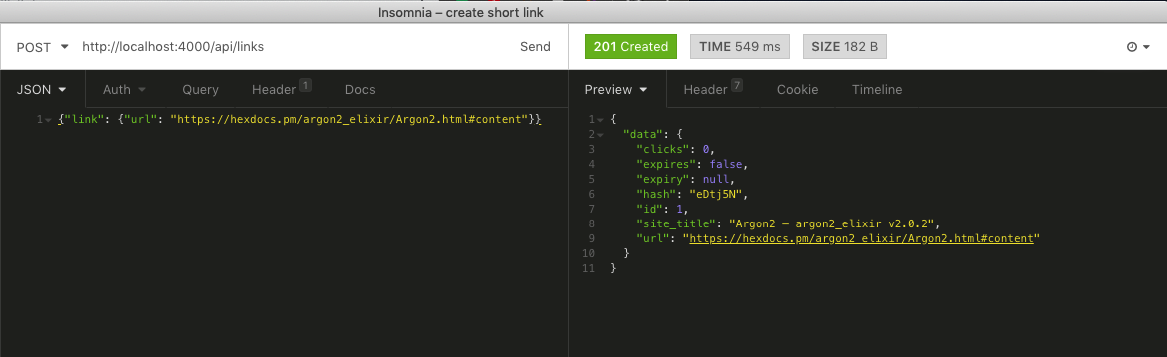 Insomnia – create short link
POST http://localhost:4000/api/links Send
201 Created TIME 549 ms SIZE 182 B
JSON Auth Query Header 1 Docs
1 {"link": {"url": "https://hexdocs.pm/argon2_elixir/Argon2.html#content"}}
Preview Header 7 Cookie Timeline
1 {
2 "data": {
3 "clicks": 0,
4 "expires": false,
5 "expiry": null,
6 "hash": "eDtj5N",
7 "id": 1,
8 "site_title": "Argon2 – argon2_elixir v2.0.2",
9 "url": "https://hexdocs.pm/argon2_elixir/Argon2.html#content"
10 }
11 }